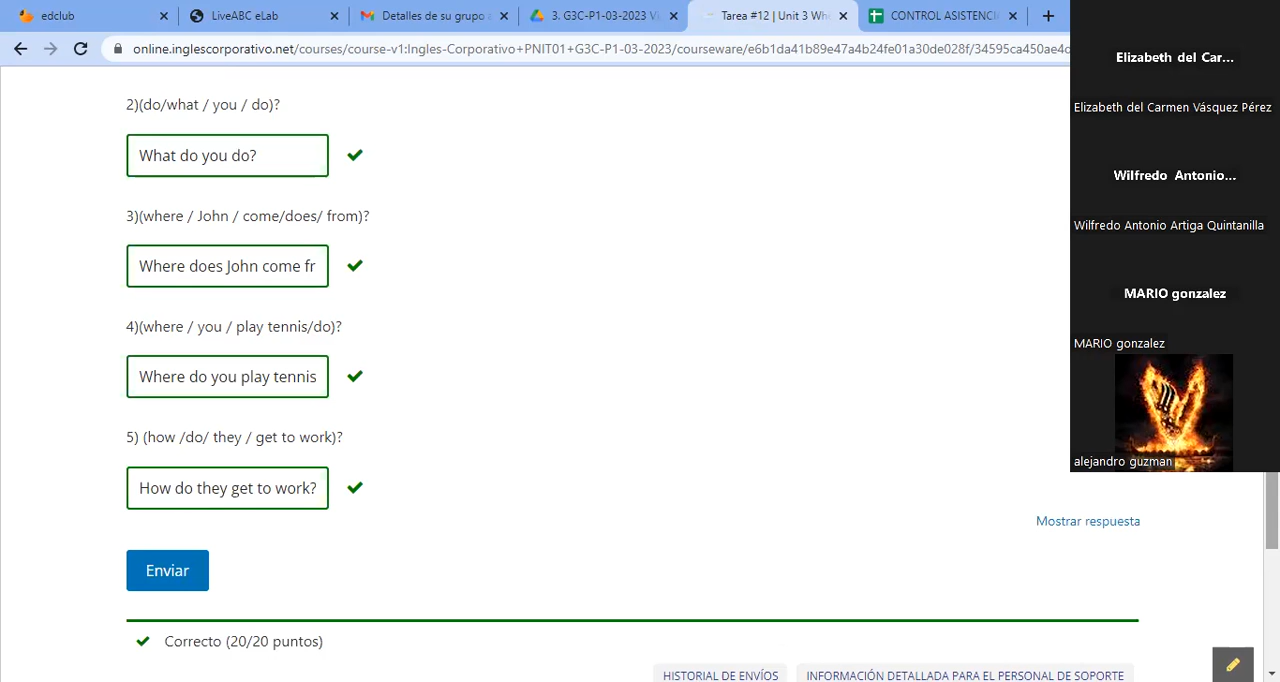 edclub
LiveABC eLab
Detalles de su grupo
3. G3C-P1-03-2023 V
Tarea #12 | Unit 3 Wh
CONTROL ASISTENCI
online.inglescorporativo.net/courses/course-v1:Ingles-Corporativo+PNIT01+G3C-P1-03-2023/courseware/e6b1da41b89e47a4b24fe01a30de028f/34595ca450ae4d
2)(do/what / you / do)?
What do you do?
3)(where / John / come/does/ from)?
Where does John come fr
4)(where / you / play tennis/do)?
Where do you play tennis
5) (how /do/ they / get to work)?
How do they get to work?
Mostrar respuesta
Enviar
Correcto (20/20 puntos)
HISTORIAL DE ENVÍOS
INFORMACIÓN DETALLADA PARA EL PERSONAL DE SOPORTE
Elizabeth del Car...
Elizabeth del Carmen Vásquez Pérez
Wilfredo Antonio...
Wilfredo Antonio Artiga Quintanilla
MARIO gonzalez
MARIO gonzalez
alejandro guzman